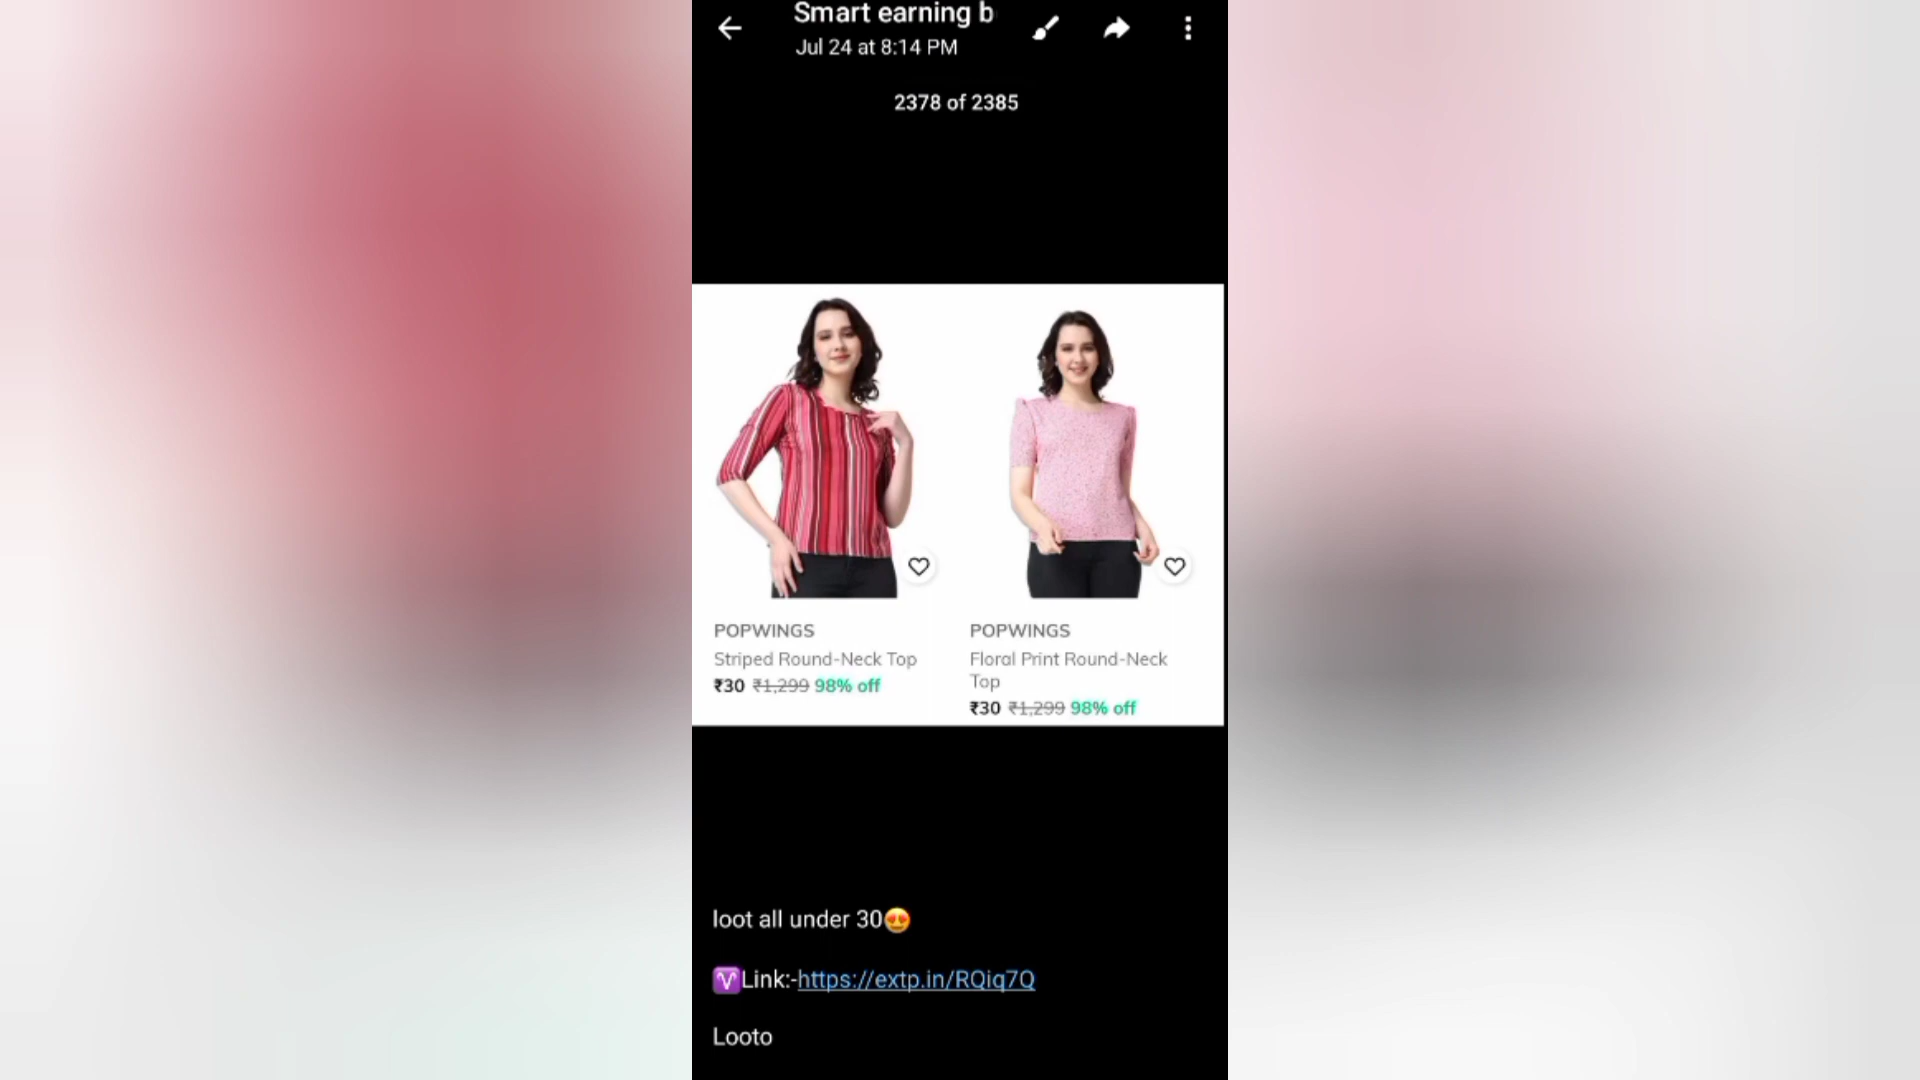 Smart earning b
Jul 24 at 8:14 PM
2378 of 2385
POPWINGS
Striped Round-Neck Top
₹30 ₹1,299 98% off
POPWINGS
Floral Print Round-Neck
Top
₹30 ₹1,299 98% off
loot all under 30😍
♈Link:-https://extp.in/RQiq7Q
Looto